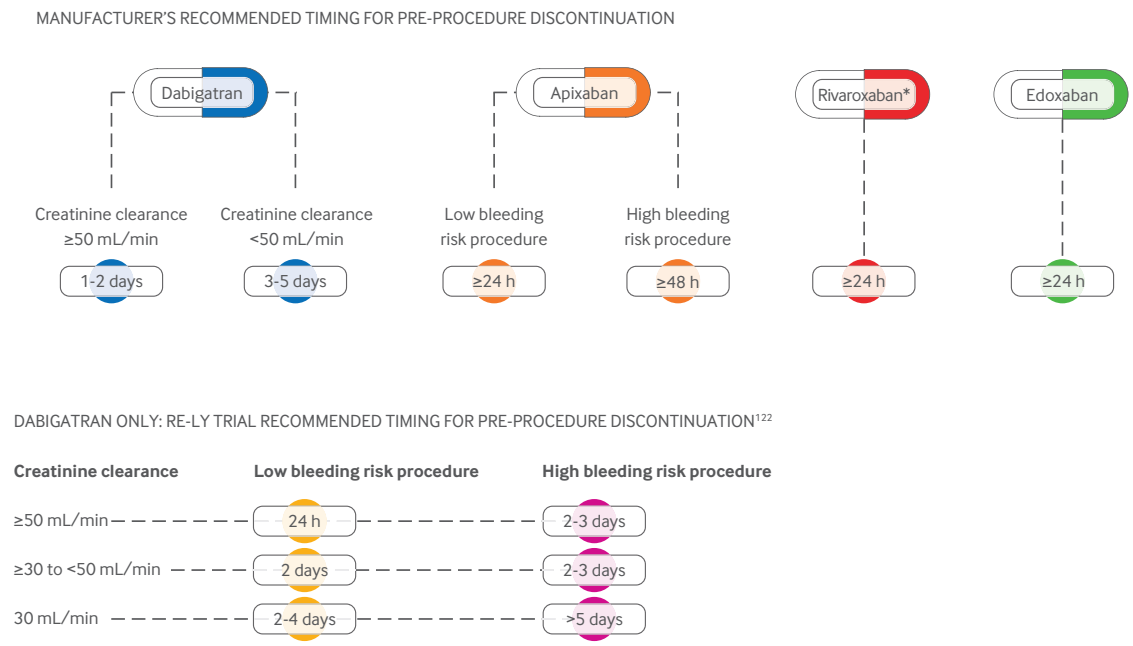 MANUFACTURER'S RECOMMENDED TIMING FOR PRE-PROCEDURE DISCONTINUATION
Dabigatran
Apixaban
Rivaroxaban*
Edoxaban
Creatinine clearance
≥50 mL/min
Creatinine clearance
<50 mL/min
Low bleeding
risk procedure
High bleeding
risk procedure
1-2 days
3-5 days
≥24 h
≥48 h
≥24 h
≥24 h
DABIGATRAN ONLY: RE-LY TRIAL RECOMMENDED TIMING FOR PRE-PROCEDURE DISCONTINUATION¹²²
Creatinine clearance Low bleeding risk procedure High bleeding risk procedure
≥50 mL/min 24 h 2-3 days
≥30 to <50 mL/min 2 days 2-3 days
30 mL/min 2-4 days >5 days